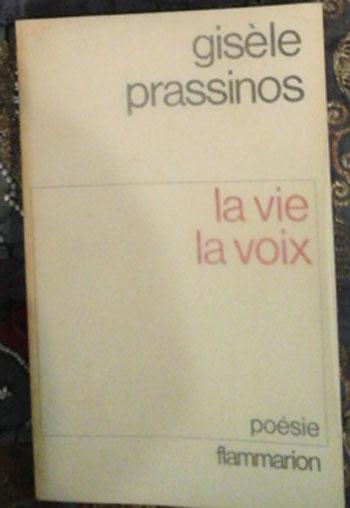 gisèle
prassinos
la vie
la voix
poésie
flammarion